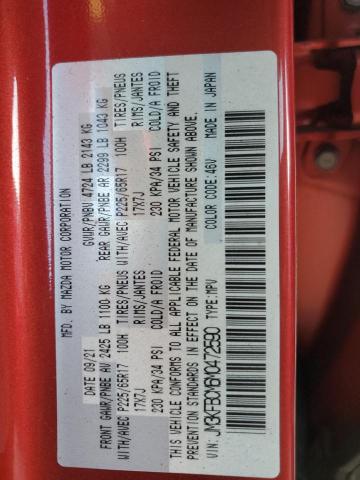 MFD. BY MAZDA MOTOR CORPORATION
DATE 09/21 GVWR/PNBV 4724 LB 2143 KG
FRONT GAWR/PNBE AV 2425 LB 1100 KG REAR GAWR/PNBE AR 2299 LB 1043 KG
WITH/AVEC P225/65R17 100H TIRES/PNEUS WITH/AVEC P225/65R17 100H TIRES/PNEUS
17X7J RIMS/JANTES 17X7J RIMS/JANTES
230 KPA/34 PSI COLD/A FROID 230 KPA/34 PSI COLD/A FROID
THIS VEHICLE CONFORMS TO ALL APPLICABLE FEDERAL MOTOR VEHICLE SAFETY AND THEFT
PREVENTION STANDARDS IN EFFECT ON THE DATE OF MANUFACTURE SHOWN ABOVE.
VIN: JM3KFBCM6M0472690 TYPE:MPV COLOR CODE:46V MADE IN JAPAN